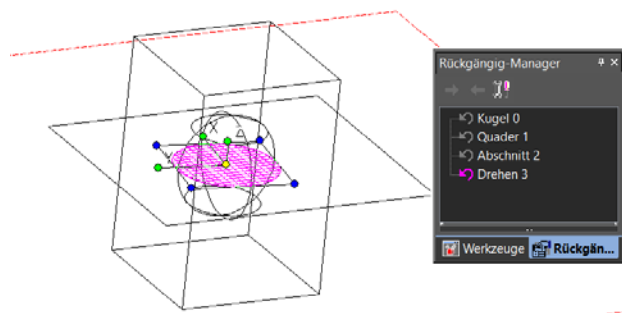 Rückgängig-Manager
Kugel 0
Quader 1
Abschnitt 2
Drehen 3
Werkzeuge
Rückgän...